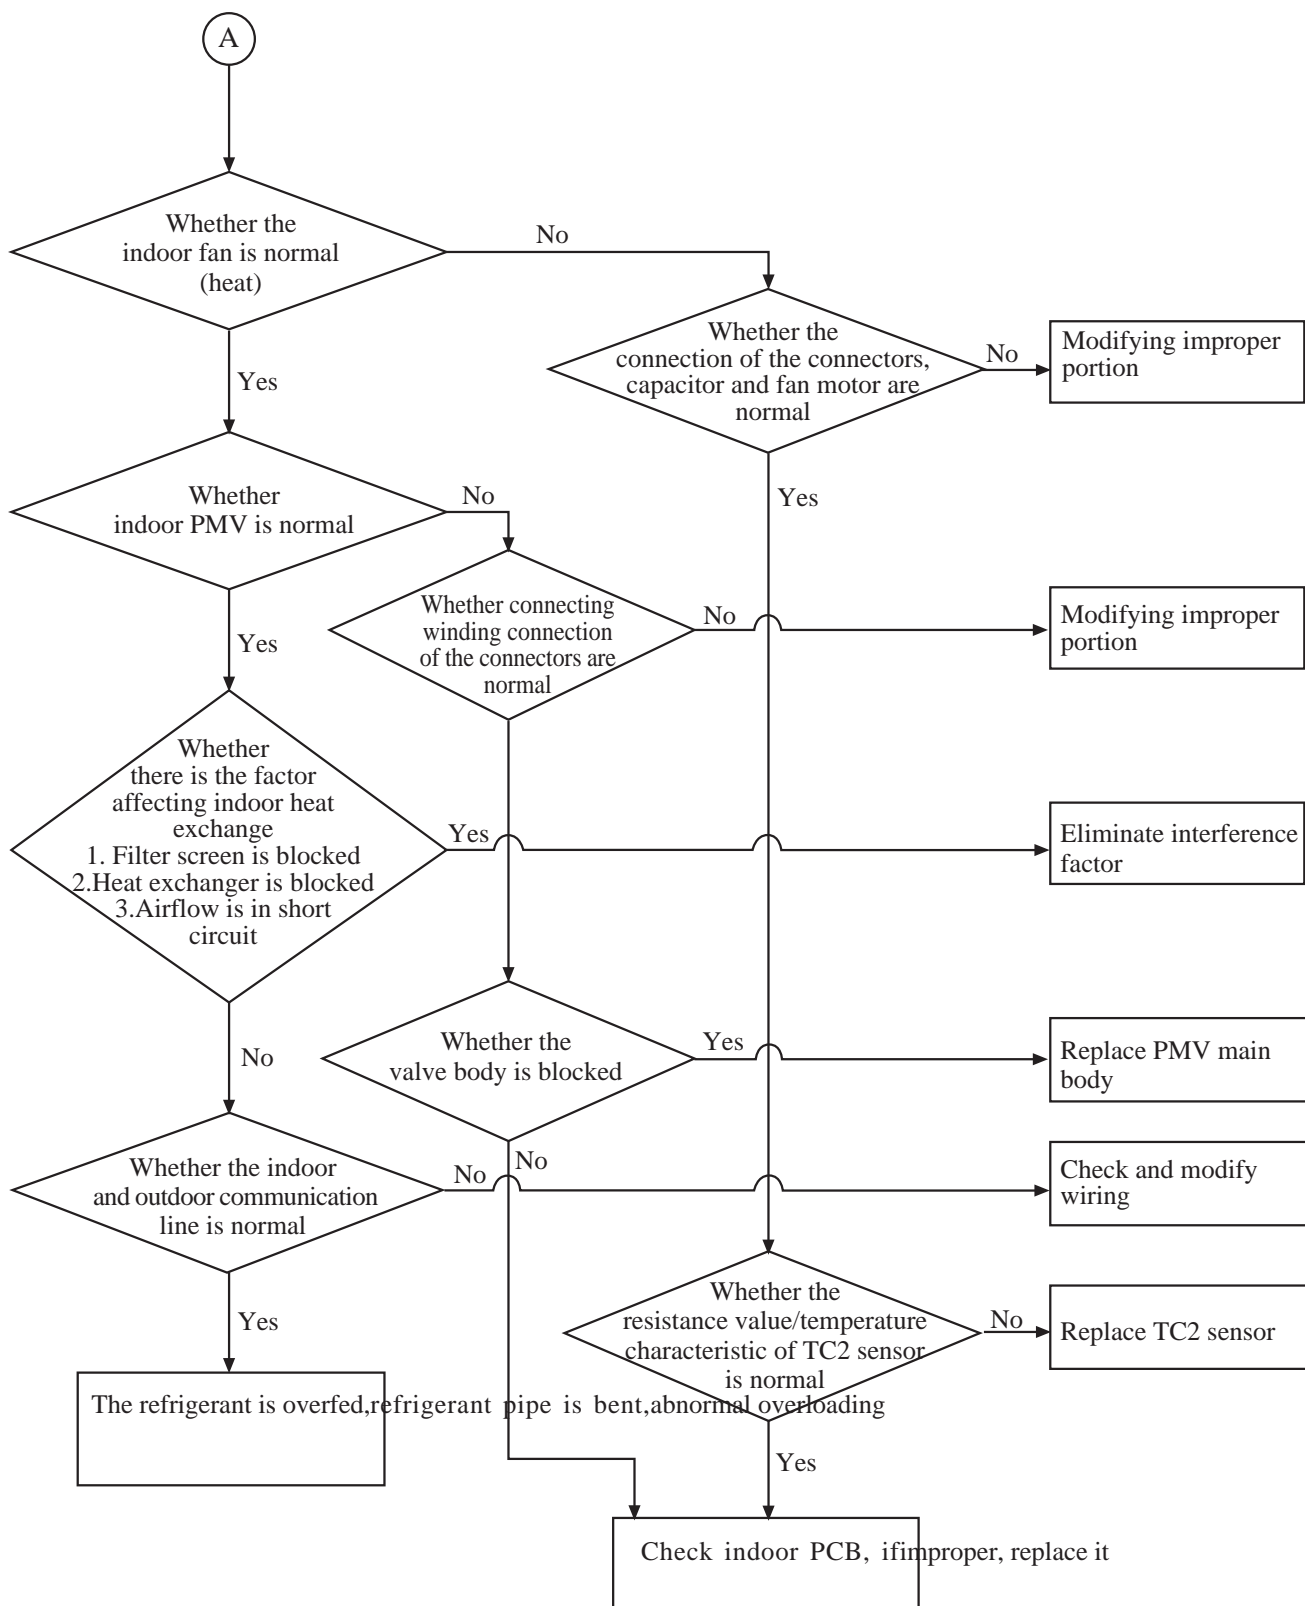 A
Whether the
indoor fan is normal
(heat)
No
Whether the
connection of the connectors,
capacitor and fan motor are
normal
No
Modifying improper
portion
Yes
Whether
indoor PMV is normal
No
Yes
Whether connecting
winding connection
of the connectors are
normal
No
Modifying improper
portion
Yes
Whether
there is the factor
affecting indoor heat
exchange
1. Filter screen is blocked
2.Heat exchanger is blocked
3.Airflow is in short
circuit
Yes
Eliminate interference
factor
No
Whether the
valve body is blocked
Yes
Replace PMV main
body
Whether the indoor
and outdoor communication
line is normal
No
No
Check and modify
wiring
Yes
Whether the
resistance value/temperature
characteristic of TC2 sensor
is normal
No
Replace TC2 sensor
The refrigerant is overfed,refrigerant pipe is bent,abnormal overloading
Yes
Check indoor PCB, ifimproper, replace it